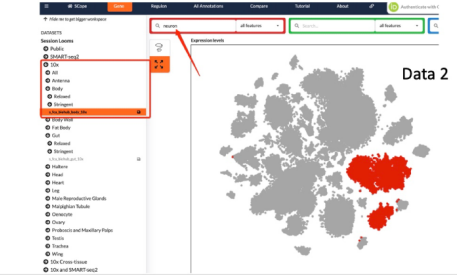 SCope
Gene
Regulon
All Annotations
Compare
Tutorial
About
Authenticate with
Hide me to get bigger workspace
neuron
all features
Search...
all features
DATASETS
Session Looms
Expression levels
Public
SMART-seq2
10x
All
Antenna
Body
Relaxed
Stringent
Body Wall
Fat Body
Gut
Relaxed
Stringent
Haltere
Head
Heart
Leg
Male Reproductive Glands
Malpighian Tubule
Oenocyte
Ovary
Proboscis and Maxillary Palps
Testis
Trachea
Wing
10x Cross-tissue
10x and SMART-seq2
Data 2